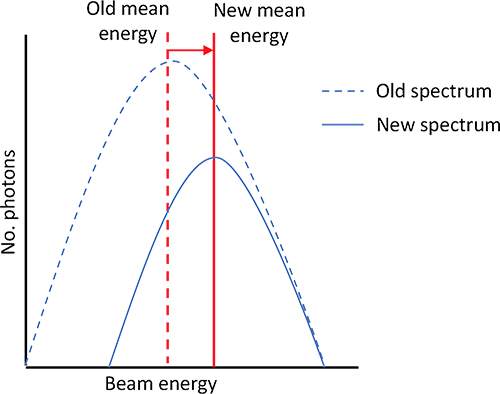 Old mean
energy
New mean
energy
Old spectrum
New spectrum
No. photons
Beam energy